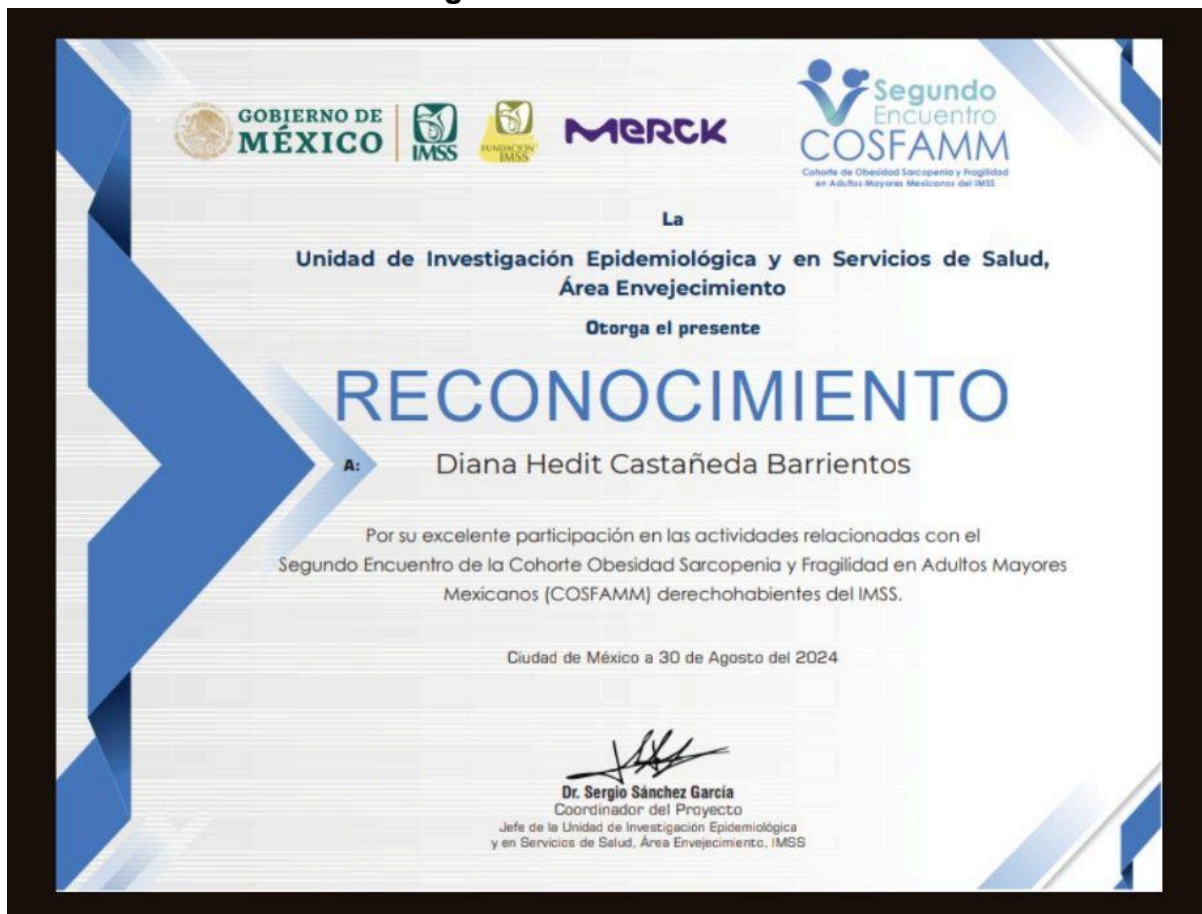 GOBIERNO DE
MÉXICO
IMSS
FUNDACIÓN
IMSS
MERCK
Segundo
Encuentro
COSFAMM
Cohorte de Obesidad Sarcopenia y Fragilidad
en Adultos Mayores Mexicanos del IMSS
La
Unidad de Investigación Epidemiológica y en Servicios de Salud,
Área Envejecimiento
Otorga el presente
RECONOCIMIENTO
A: Diana Hedit Castañeda Barrientos
Por su excelente participación en las actividades relacionadas con el
Segundo Encuentro de la Cohorte Obesidad Sarcopenia y Fragilidad en Adultos Mayores
Mexicanos (COSFAMM) derechohabientes del IMSS.
Ciudad de México a 30 de Agosto del 2024
Dr. Sergio Sánchez García
Coordinador del Proyecto
Jefe de la Unidad de Investigación Epidemiológica
y en Servicios de Salud, Área Envejecimiento, IMSS